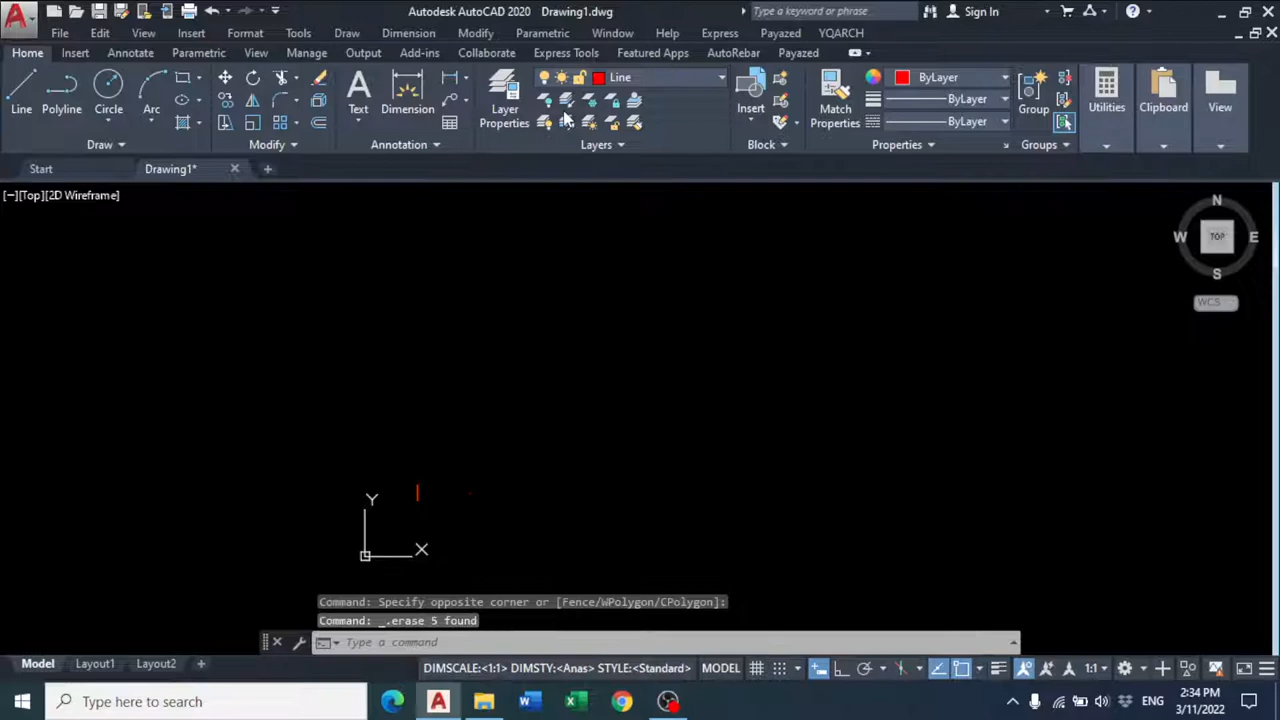 Autodesk AutoCAD 2020 Drawing1.dwg
Type a keyword or phrase
Sign In
File Edit View Insert Format Tools Draw Dimension Modify Parametric Window Help Express Payazed YQARCH
Home Insert Annotate Parametric View Manage Output Add-ins Collaborate Express Tools Featured Apps AutoRebar Payazed
Line
ByLayer
Line Polyline Circle Arc
Text Dimension
Layer
Properties
ByLayer
Insert
Match
Properties
Group
Utilities Clipboard View
ByLayer
Draw Modify Annotation Layers Block Properties Groups
Start Drawing1*
[−][Top][2D Wireframe]
N
W TOP E
S
WCS
Y
X
Command: Specify opposite corner or [Fence/WPolygon/CPolygon]:
Command: _.erase 5 found
Type a command
Model Layout1 Layout2 +
DIMSCALE:<1:1> DIMSTY:<Anas> STYLE:<Standard> MODEL 1:1
Type here to search
ENG
2:34 PM
3/11/2022